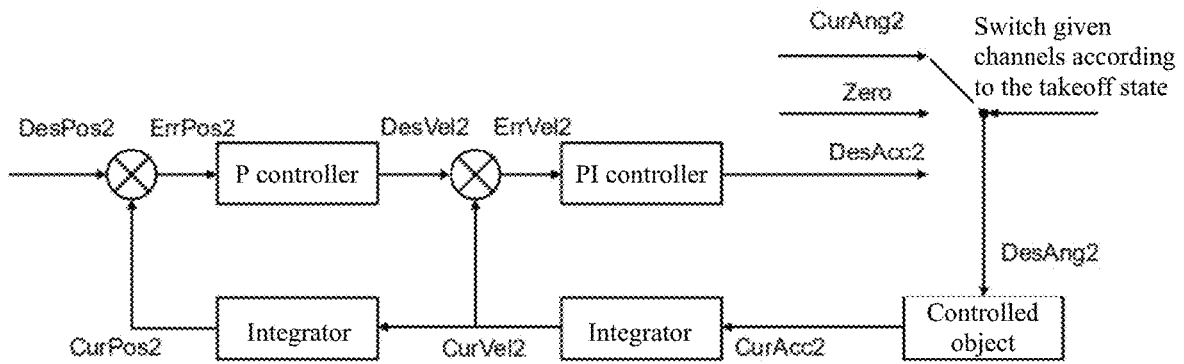 CurAng2
Switch given
channels according
to the takeoff state
Zero
DesPos2
ErrPos2
DesVel2
ErrVel2
DesAcc2
P controller
PI controller
DesAng2
CurPos2
Integrator
CurVel2
Integrator
CurAcc2
Controlled
object